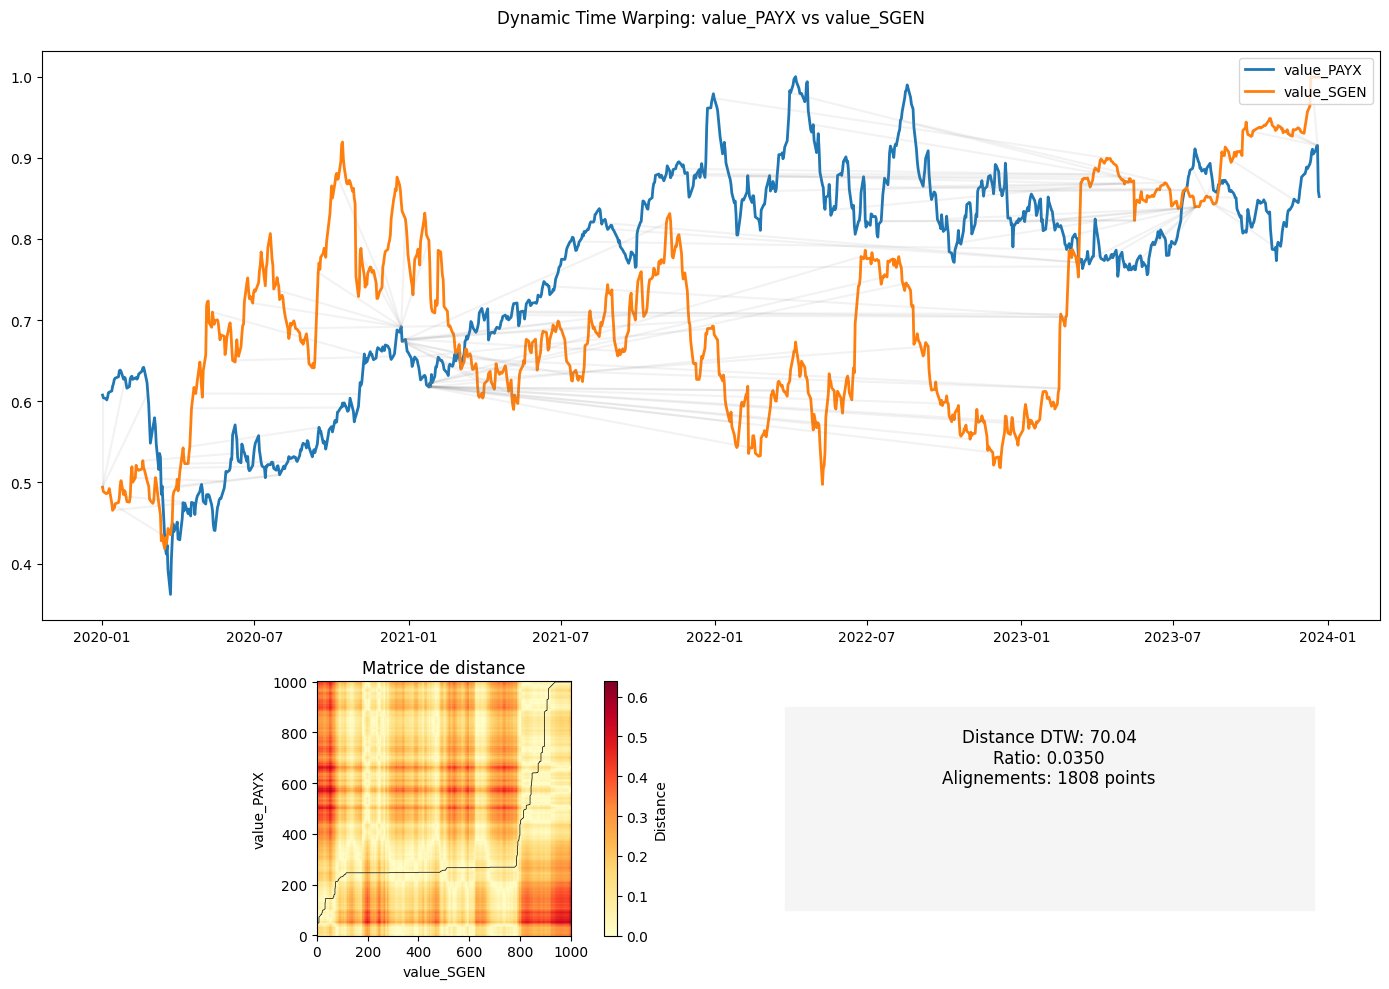 Dynamic Time Warping: value_PAYX vs value_SGEN
value_PAYX
value_SGEN
1.0
0.9
0.8
0.7
0.6
0.5
0.4
2020-01 2020-07 2021-01 2021-07 2022-01 2022-07 2023-01 2023-07 2024-01
Matrice de distance
value_PAYX
1000
800
600
400
200
0
0 200 400 600 800 1000
value_SGEN
0.6
0.5
0.4
0.3
0.2
0.1
0.0
Distance
Distance DTW: 70.04
Ratio: 0.0350
Alignements: 1808 points